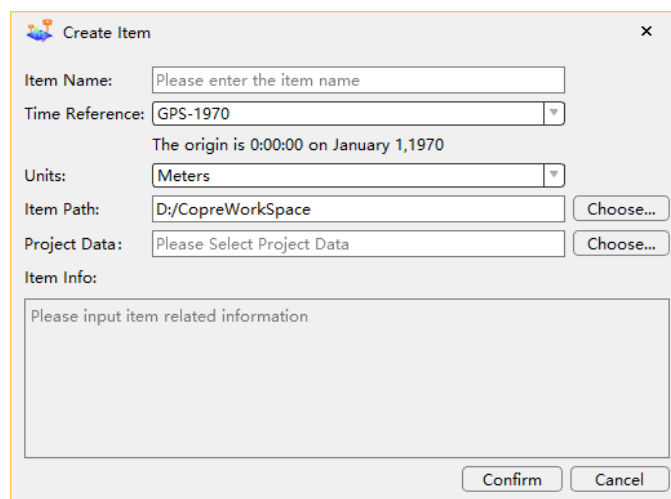 Create Item
Item Name: Please enter the item name
Time Reference: GPS-1970
The origin is 0:00:00 on January 1,1970
Units: Meters
Item Path: D:/CopreWorkSpace Choose...
Project Data: Please Select Project Data Choose...
Item Info:
Please input item related information
Confirm Cancel